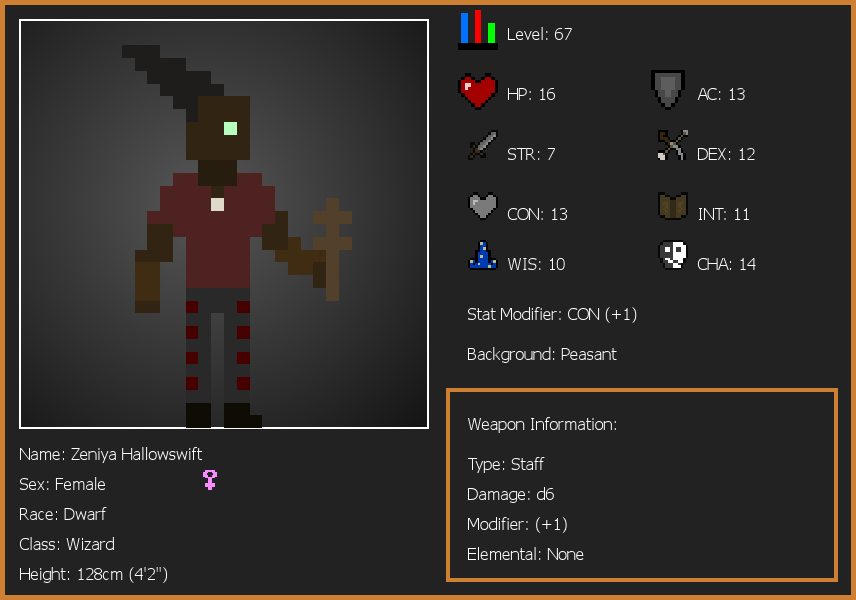 Level: 67
HP: 16
AC: 13
STR: 7
DEX: 12
CON: 13
INT: 11
WIS: 10
CHA: 14
Stat Modifier: CON (+1)
Background: Peasant
Weapon Information:
Type: Staff
Damage: d6
Modifier: (+1)
Elemental: None
Name: Zeniya Hallowswift
Sex: Female
Race: Dwarf
Class: Wizard
Height: 128cm (4'2")